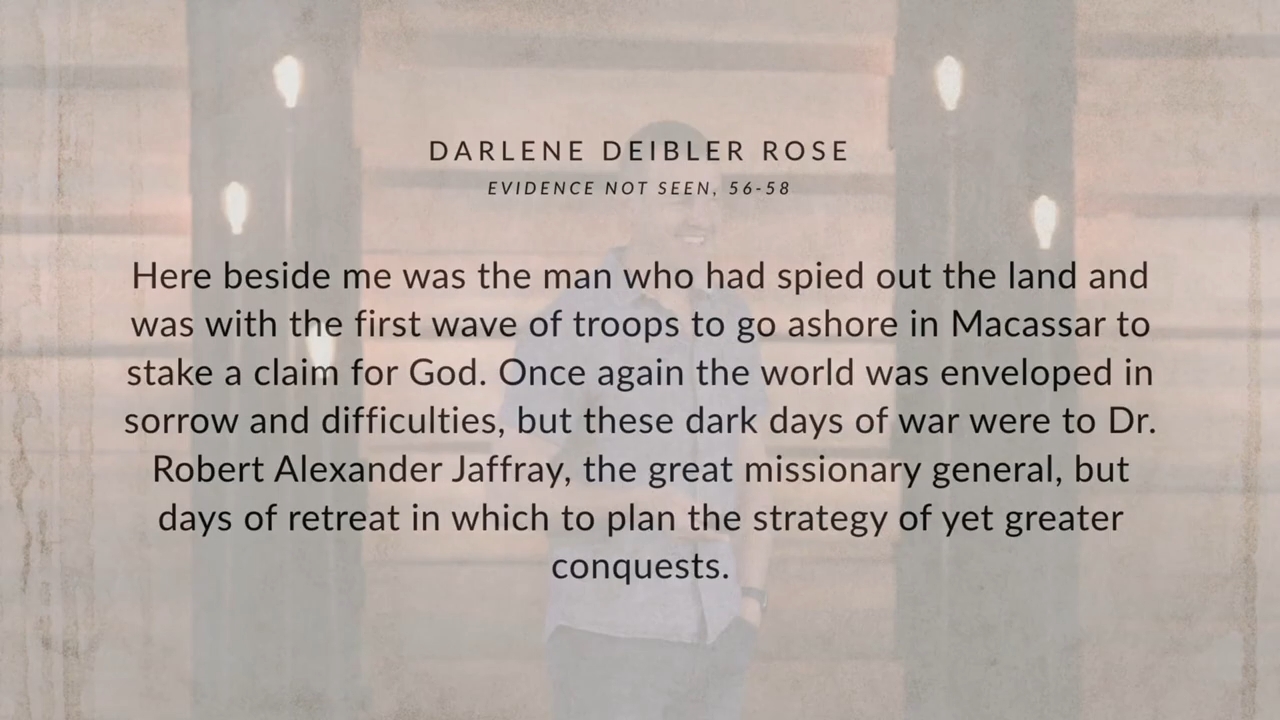 DARLENE DEIBLER ROSE
EVIDENCE NOT SEEN, 56-58
Here beside me was the man who had spied out the land and
was with the first wave of troops to go ashore in Macassar to
stake a claim for God. Once again the world was enveloped in
sorrow and difficulties, but these dark days of war were to Dr.
Robert Alexander Jaffray, the great missionary general, but
days of retreat in which to plan the strategy of yet greater
conquests.